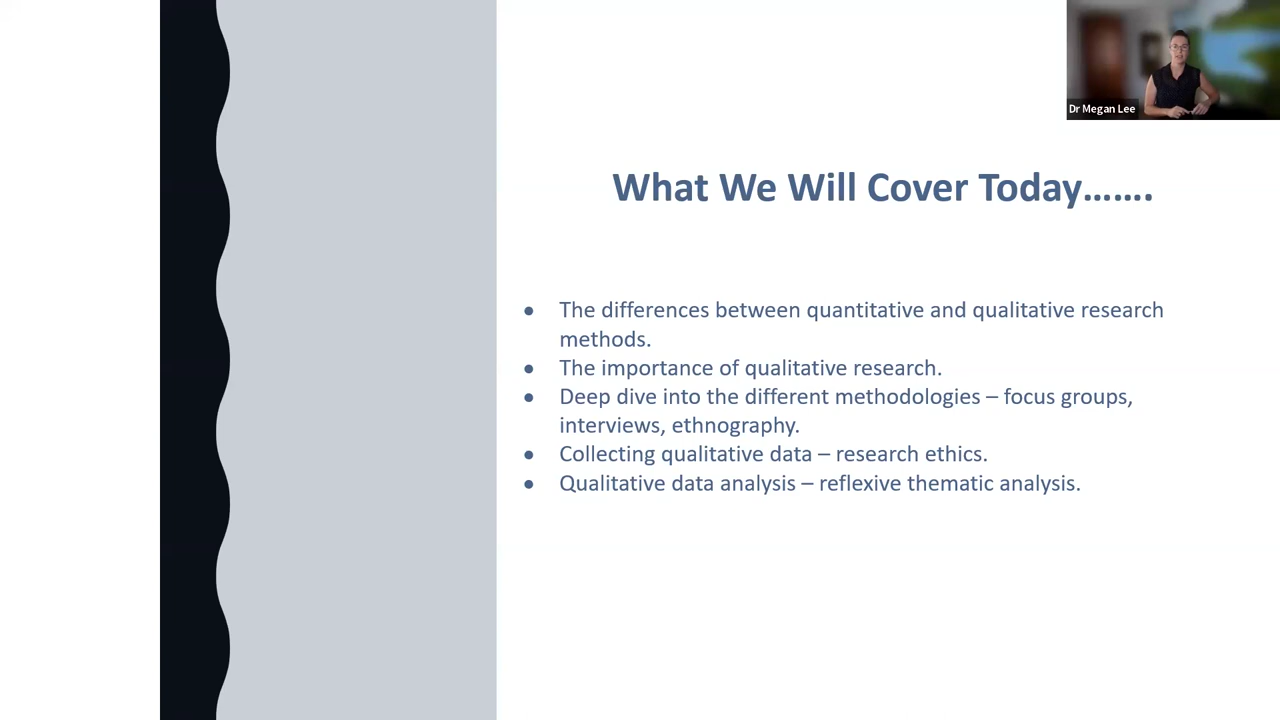 Dr Megan Lee
What We Will Cover Today…….
● The differences between quantitative and qualitative research
methods.
● The importance of qualitative research.
● Deep dive into the different methodologies – focus groups,
interviews, ethnography.
● Collecting qualitative data – research ethics.
● Qualitative data analysis – reflexive thematic analysis.